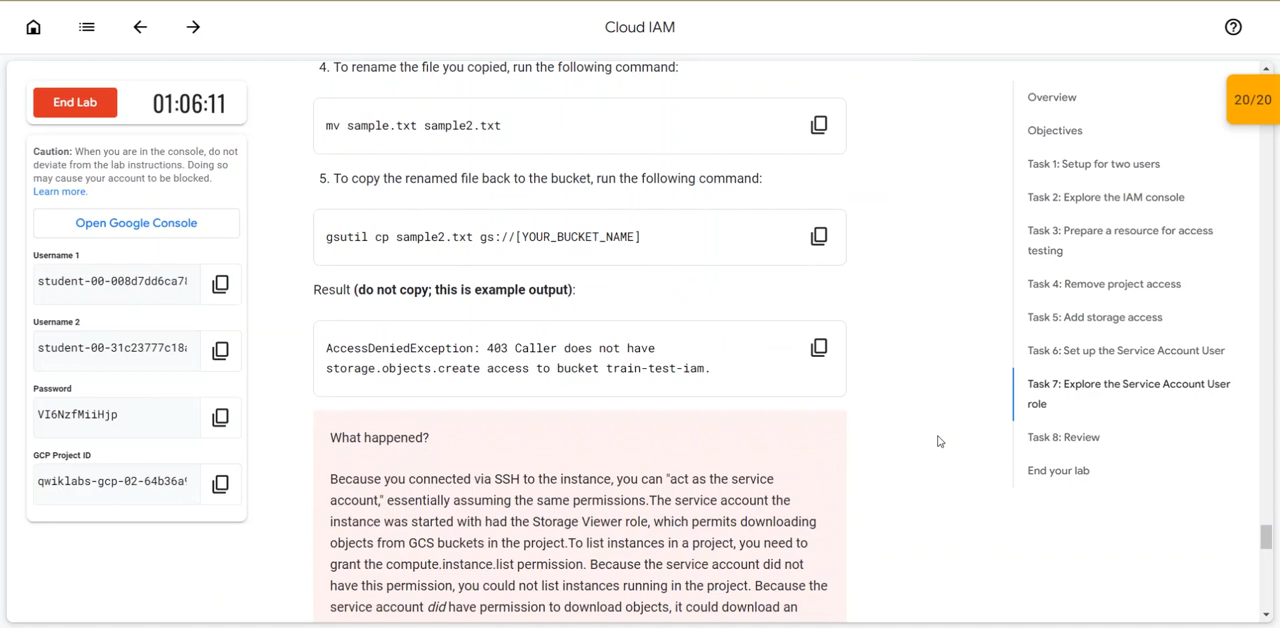 Cloud IAM
4. To rename the file you copied, run the following command:
End Lab
01:06:11
mv sample.txt sample2.txt
Caution: When you are in the console, do not
deviate from the lab instructions. Doing so
may cause your account to be blocked.
Learn more.
Open Google Console
Username 1
student-00-008d7dd6ca7
Username 2
student-00-31c23777c18
Password
VI6NzfMiiHjp
GCP Project ID
qwiklabs-gcp-02-64b36a
5. To copy the renamed file back to the bucket, run the following command:
gsutil cp sample2.txt gs://[YOUR_BUCKET_NAME]
Result (do not copy; this is example output):
AccessDeniedException: 403 Caller does not have
storage.objects.create access to bucket train-test-iam.
What happened?
Because you connected via SSH to the instance, you can "act as the service
account," essentially assuming the same permissions.The service account the
instance was started with had the Storage Viewer role, which permits downloading
objects from GCS buckets in the project.To list instances in a project, you need to
grant the compute.instance.list permission. Because the service account did not
have this permission, you could not list instances running in the project. Because the
service account did have permission to download objects, it could download an
Overview
Objectives
Task 1: Setup for two users
Task 2: Explore the IAM console
Task 3: Prepare a resource for access
testing
Task 4: Remove project access
Task 5: Add storage access
Task 6: Set up the Service Account User
Task 7: Explore the Service Account User
role
Task 8: Review
End your lab
20/20